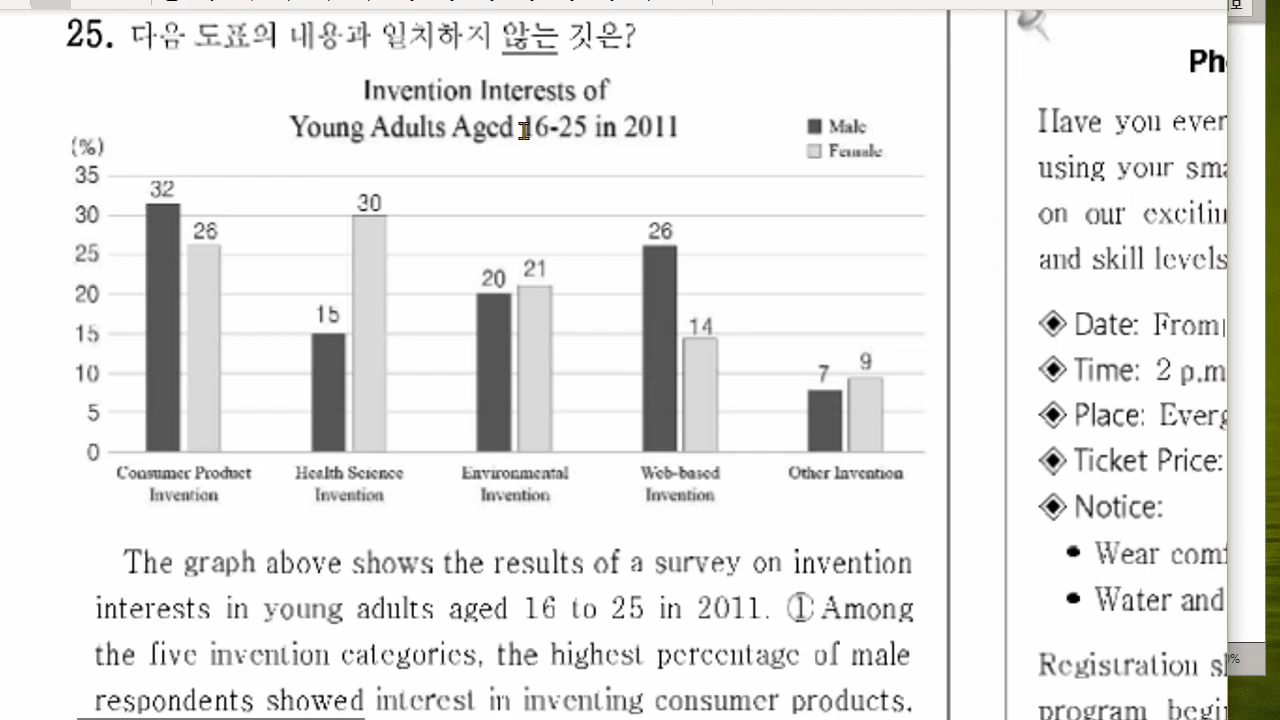 25. 다음 도표의 내용과 일치하지 않는 것은?
Invention Interests of
Young Adults Aged 16-25 in 2011
Male
Female
(%)
35
30
25
20
15
10
5
0
32
26
15
30
20
21
26
14
7
9
Consumer Product
Invention
Health Science
Invention
Environmental
Invention
Web-based
Invention
Other Invention
The graph above shows the results of a survey on invention
interests in young adults aged 16 to 25 in 2011. ① Among
the five invention categories, the highest percentage of male
respondents showed interest in inventing consumer products.
Have you ever
using your
on our
and skill levels
◈ Date: From
◈ Time: 2 p.m
◈ Place:
◈ Ticket Price:
◈ Notice:
● Wear
● Water and
Registration
program